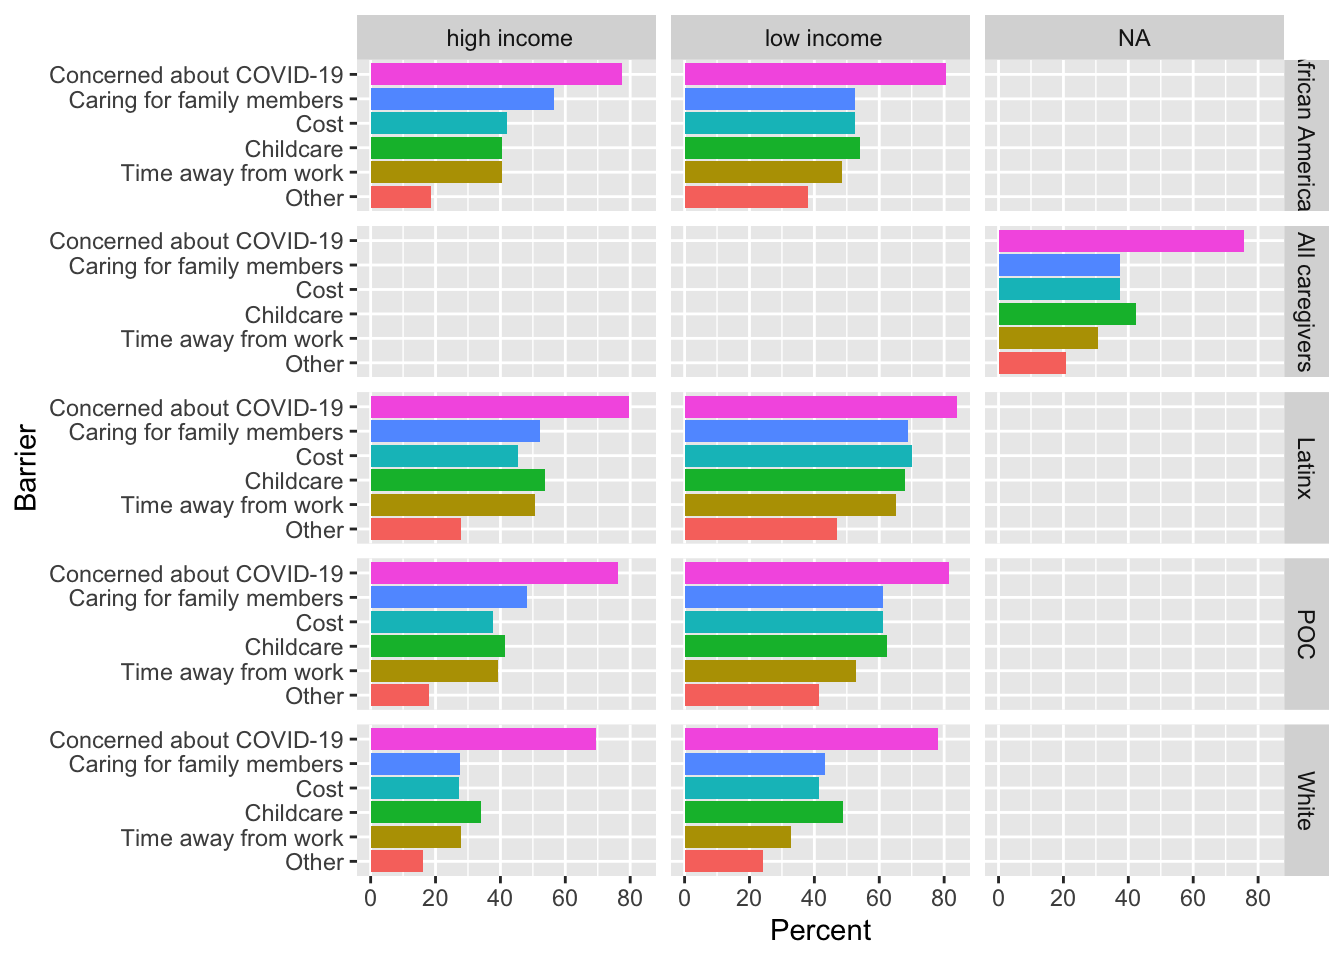 high income
low income
NA
Concerned about COVID-19
Caring for family members
Cost
Childcare
Time away from work
Other
African America
Concerned about COVID-19
Caring for family members
Cost
Childcare
Time away from work
Other
All caregivers
Concerned about COVID-19
Caring for family members
Cost
Childcare
Time away from work
Other
Latinx
Concerned about COVID-19
Caring for family members
Cost
Childcare
Time away from work
Other
POC
Concerned about COVID-19
Caring for family members
Cost
Childcare
Time away from work
Other
White
Barrier
0 20 40 60 80
0 20 40 60 80
0 20 40 60 80
Percent